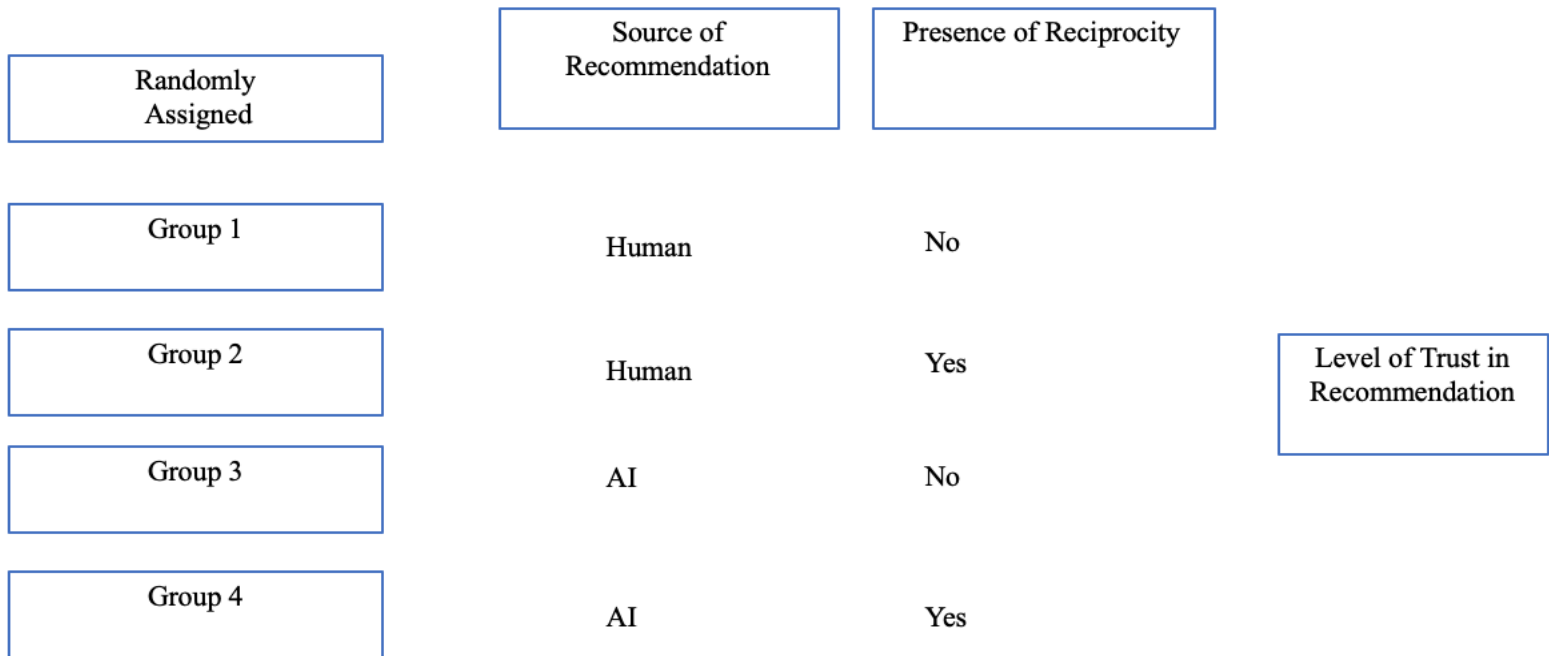 Source of
Recommendation
Presence of Reciprocity
Randomly
Assigned
Group 1
Human
No
Group 2
Human
Yes
Level of Trust in
Recommendation
Group 3
AI
No
Group 4
AI
Yes